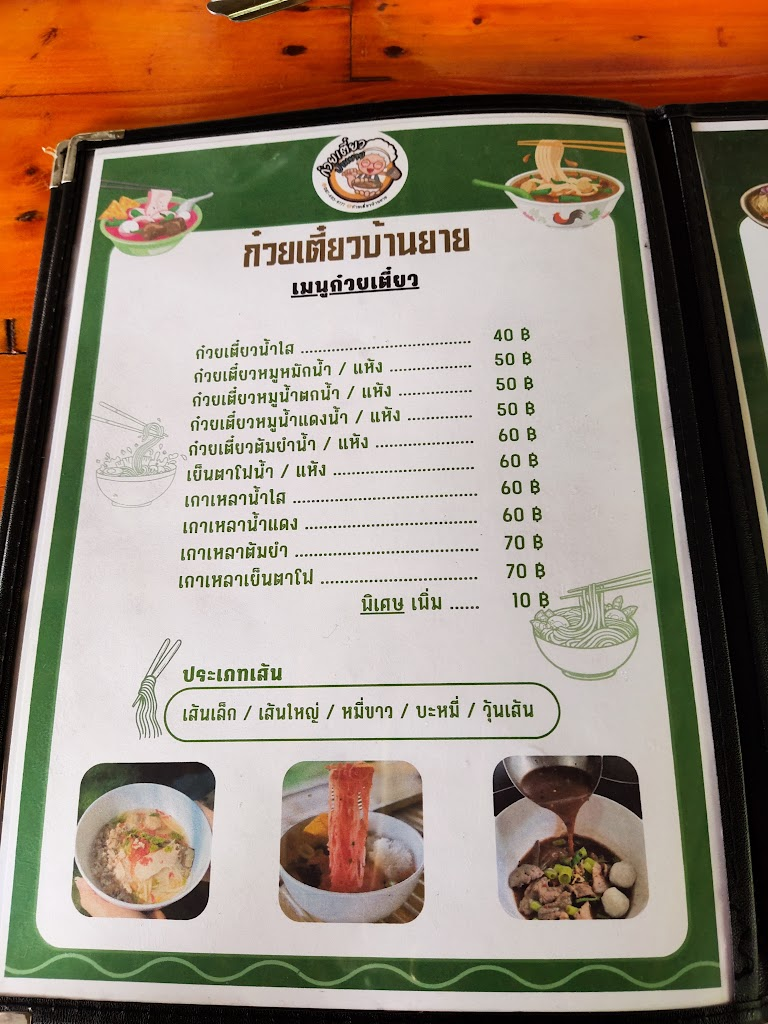 ก๋วยเตี๋ยว
ก๋วยเตี๋ยวบ้านยาย
เมนูก๋วยเตี๋ยว
ก๋วยเตี๋ยวน้ำใส ........................................ 40 ฿
ก๋วยเตี๋ยวหมูหมักน้ำ / แห้ง .................... 50 ฿
ก๋วยเตี๋ยวหมูน้ำตกน้ำ / แห้ง .................. 50 ฿
ก๋วยเตี๋ยวหมูน้ำแดงน้ำ / แห้ง ................ 50 ฿
ก๋วยเตี๋ยวต้มยำน้ำ / แห้ง ........................ 60 ฿
เย็นตาโฟน้ำ / แห้ง .................................. 60 ฿
เกาเหลาน้ำใส ............................................ 60 ฿
เกาเหลาน้ำแดง ......................................... 60 ฿
เกาเหลาต้มยำ ........................................... 70 ฿
เกาเหลาเย็นตาโฟ ..................................... 70 ฿
พิเศษ เพิ่ม ...... 10 ฿
ประเภทเส้น
เส้นเล็ก / เส้นใหญ่ / หมี่ขาว / บะหมี่ / วุ้นเส้น